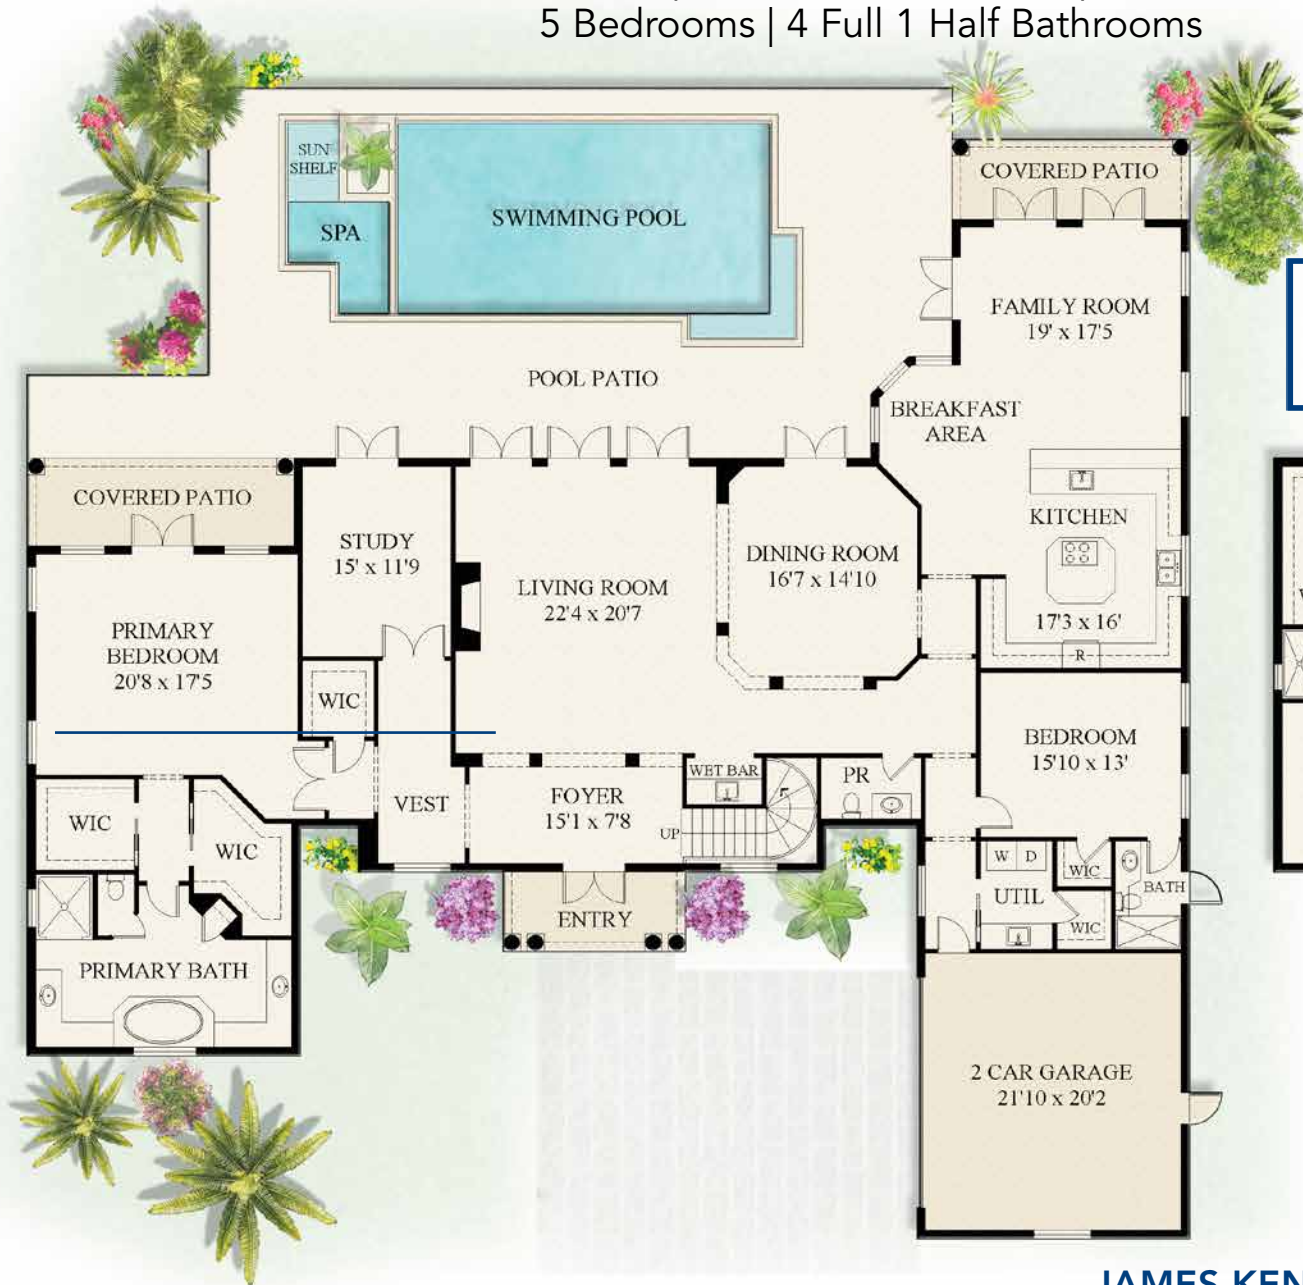 5 Bedrooms | 4 Full 1 Half Bathrooms
SUN
SHELF
SPA
SWIMMING POOL
COVERED PATIO
FAMILY ROOM
19' x 17'5
POOL PATIO
BREAKFAST
AREA
COVERED PATIO
STUDY
15' x 11'9
LIVING ROOM
22'4 x 20'7
DINING ROOM
16'7 x 14'10
KITCHEN
17'3 x 16'
R
PRIMARY
BEDROOM
20'8 x 17'5
WIC
BEDROOM
15'10 x 13'
WIC
WIC
VEST
FOYER
15'1 x 7'8
WET BAR
UP
PR
W D
UTIL
WIC
WIC
BATH
ENTRY
PRIMARY BATH
2 CAR GARAGE
21'10 x 20'2